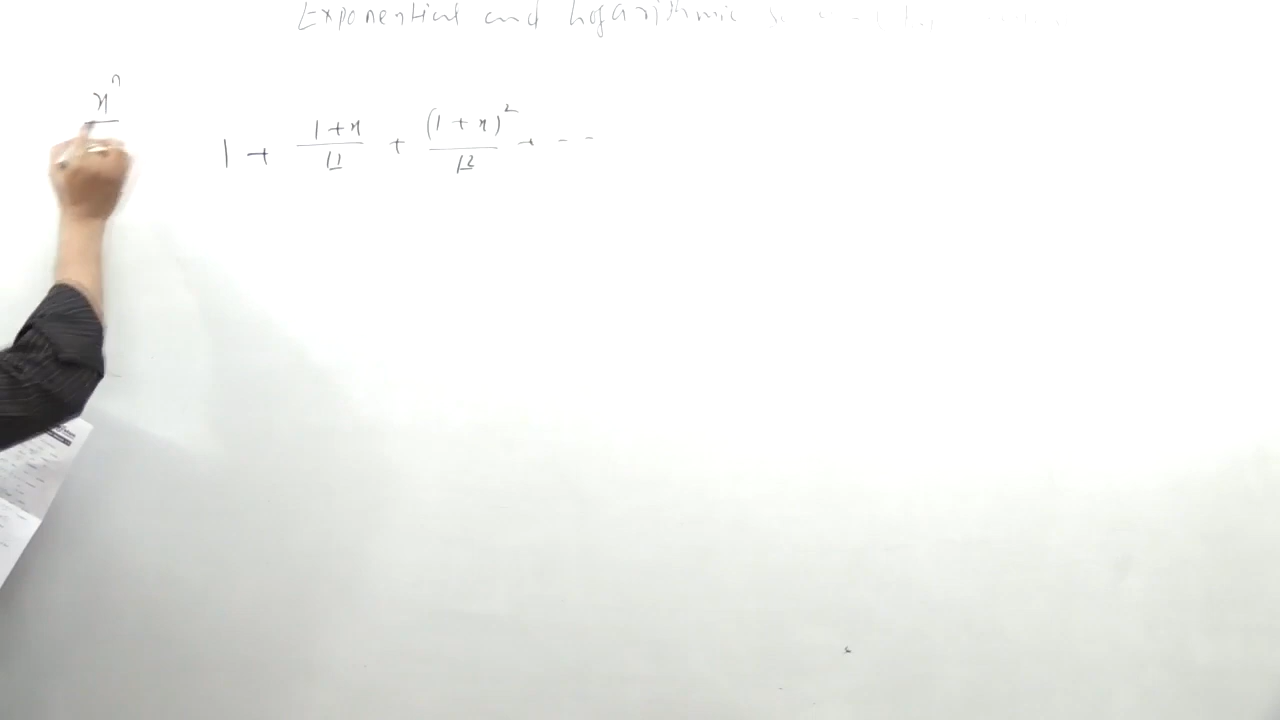 Exponential and Logarithmic
x^n
1 + (1+x)/∟1 + (1+x)^2/∟2 + - -